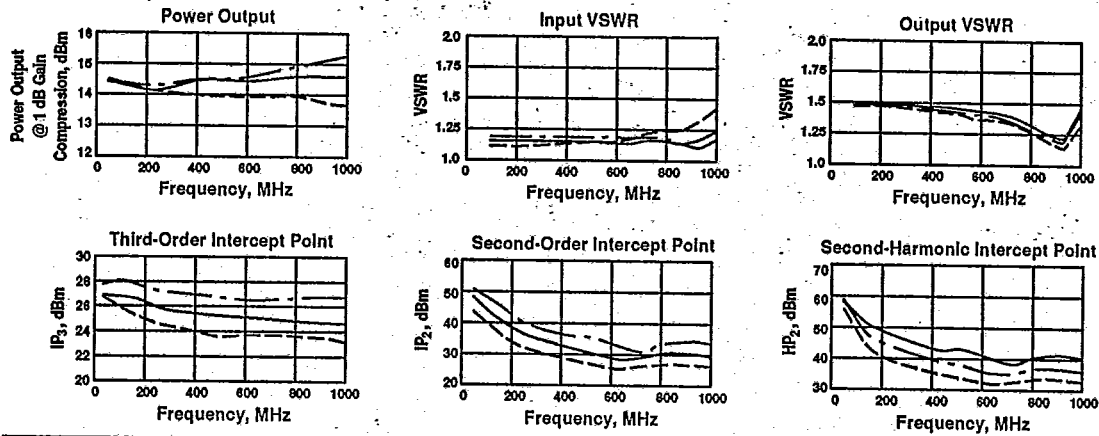 Power Output
Power Output
@ 1 dB Gain
Compression, dBm
16
15
14
13
12
0 200 400 600 800 1000
Frequency, MHz
Input VSWR
VSWR
2.0
1.75
1.5
1.25
1.0
0 200 400 600 800 1000
Frequency, MHz
Output VSWR
VSWR
2.0
1.75
1.5
1.25
1.0
0 200 400 600 800 1000
Frequency, MHz
Third-Order Intercept Point
IP3, dBm
30
28
26
24
22
20
0 200 400 600 800 1000
Frequency, MHz
Second-Order Intercept Point
IP2, dBm
60
50
40
30
20
0 200 400 600 800 1000
Frequency, MHz
Second-Harmonic Intercept Point
HP2, dBm
70
60
50
40
30
0 200 400 600 800 1000
Frequency, MHz